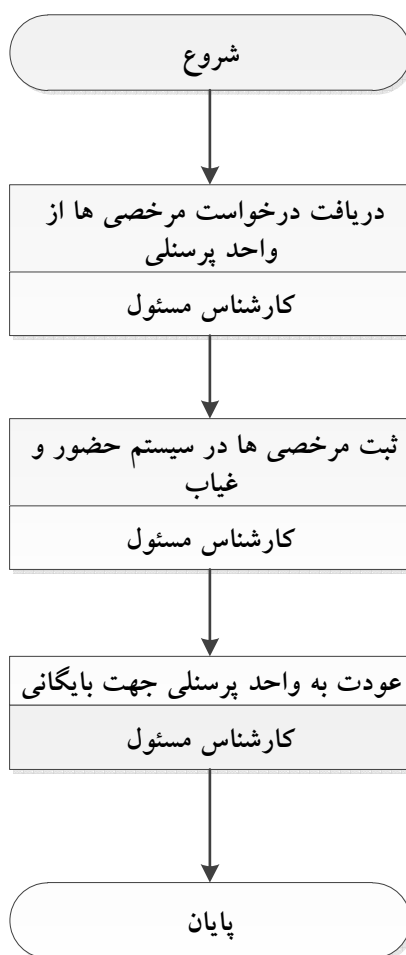 شروع
دریافت درخواست مرخصی ها از
واحد پرسنلی
کارشناس مسئول
ثبت مرخصی ها در سیستم حضور و
غیاب
کارشناس مسئول
عودت به واحد پرسنلی جهت بایگانی
کارشناس مسئول
پایان